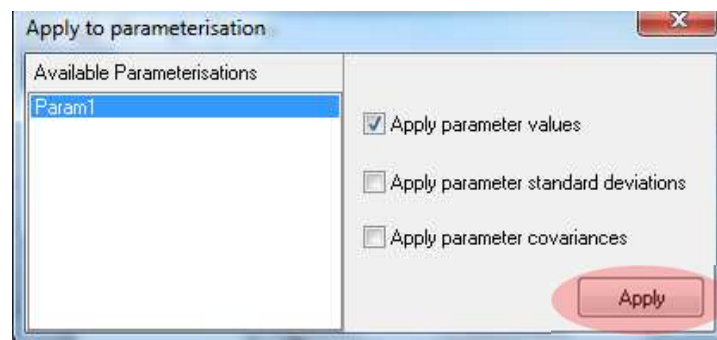 Apply to parameterisation
Available Parameterisations
Param1
Apply parameter values
Apply parameter standard deviations
Apply parameter covariances
Apply